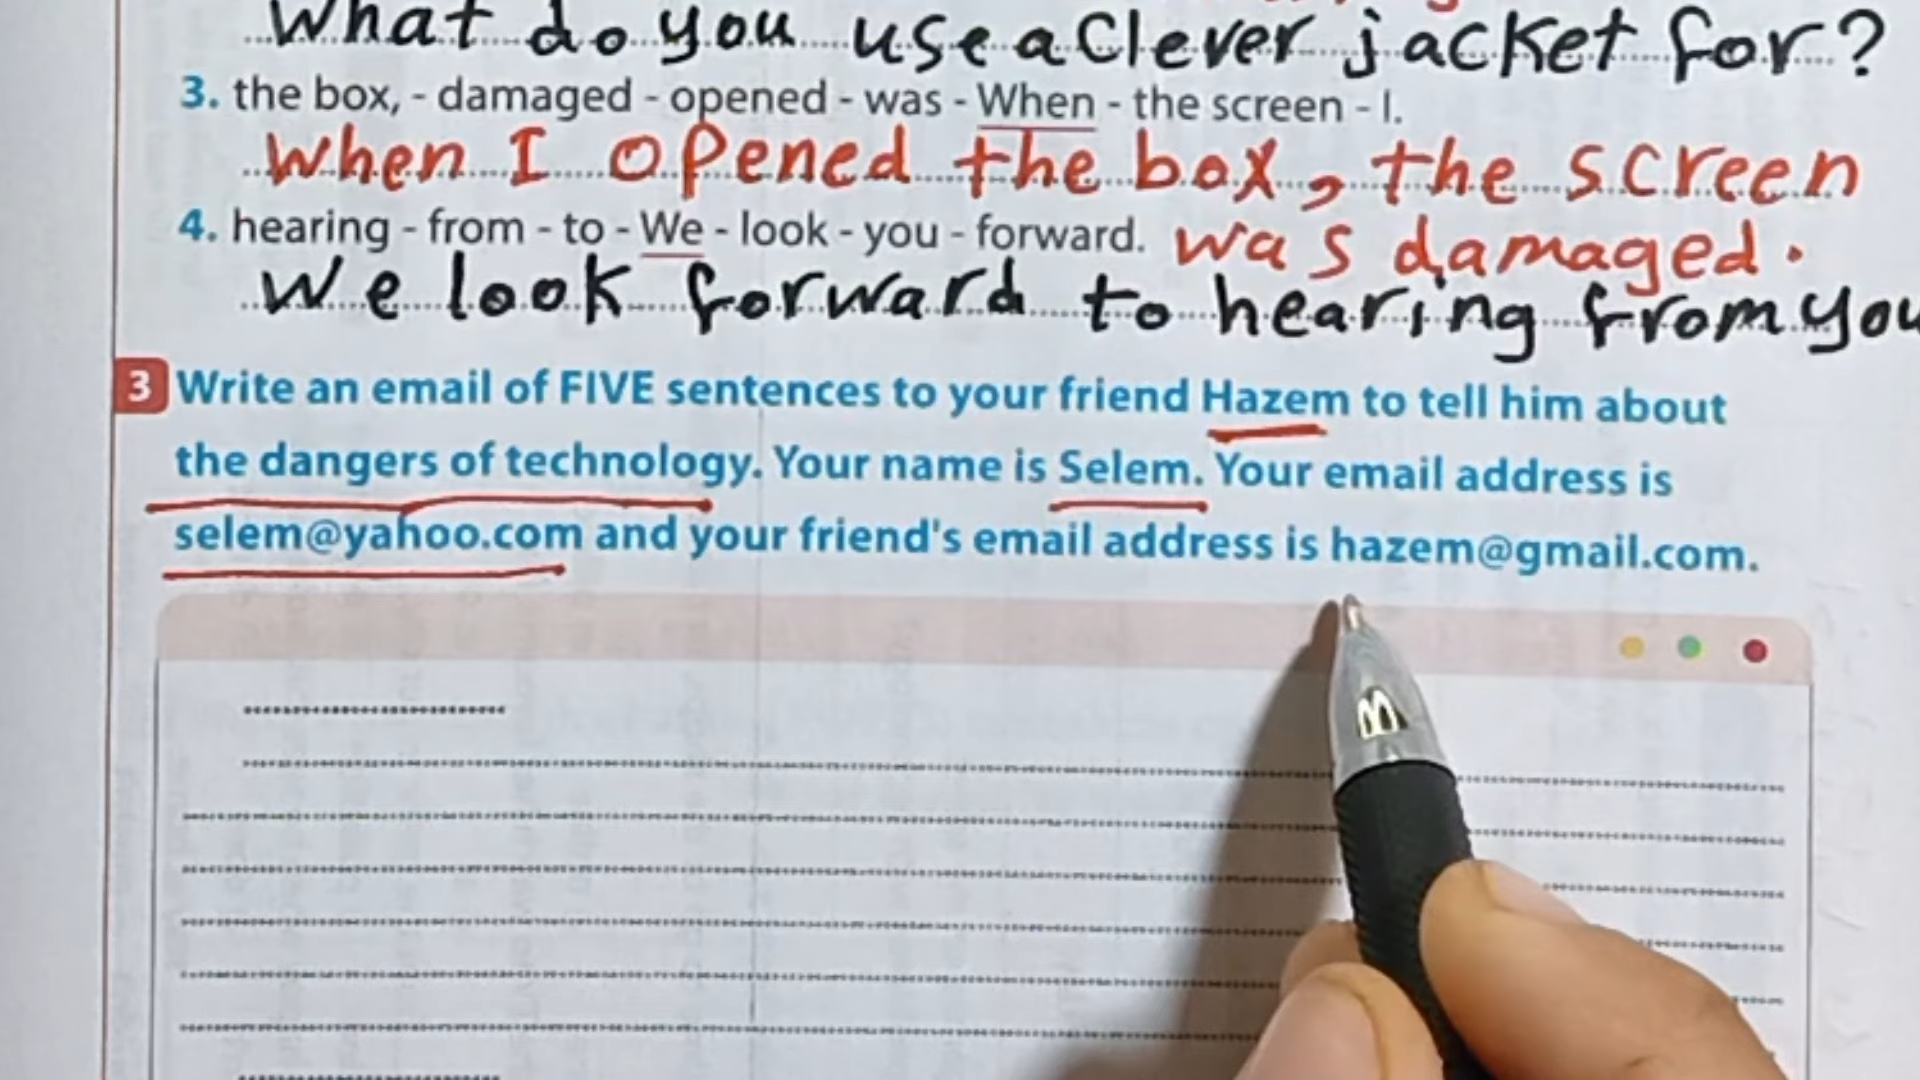 What do you use a Clever jacket for?
3. the box, - damaged - opened - was - When - the screen - I.
When I opened the box, the screen
4. hearing - from - to - We - look - you - forward. was damaged.
We look forward to hearing from you
3 Write an email of FIVE sentences to your friend Hazem to tell him about
the dangers of technology. Your name is Selem. Your email address is
selem@yahoo.com and your friend's email address is hazem@gmail.com.